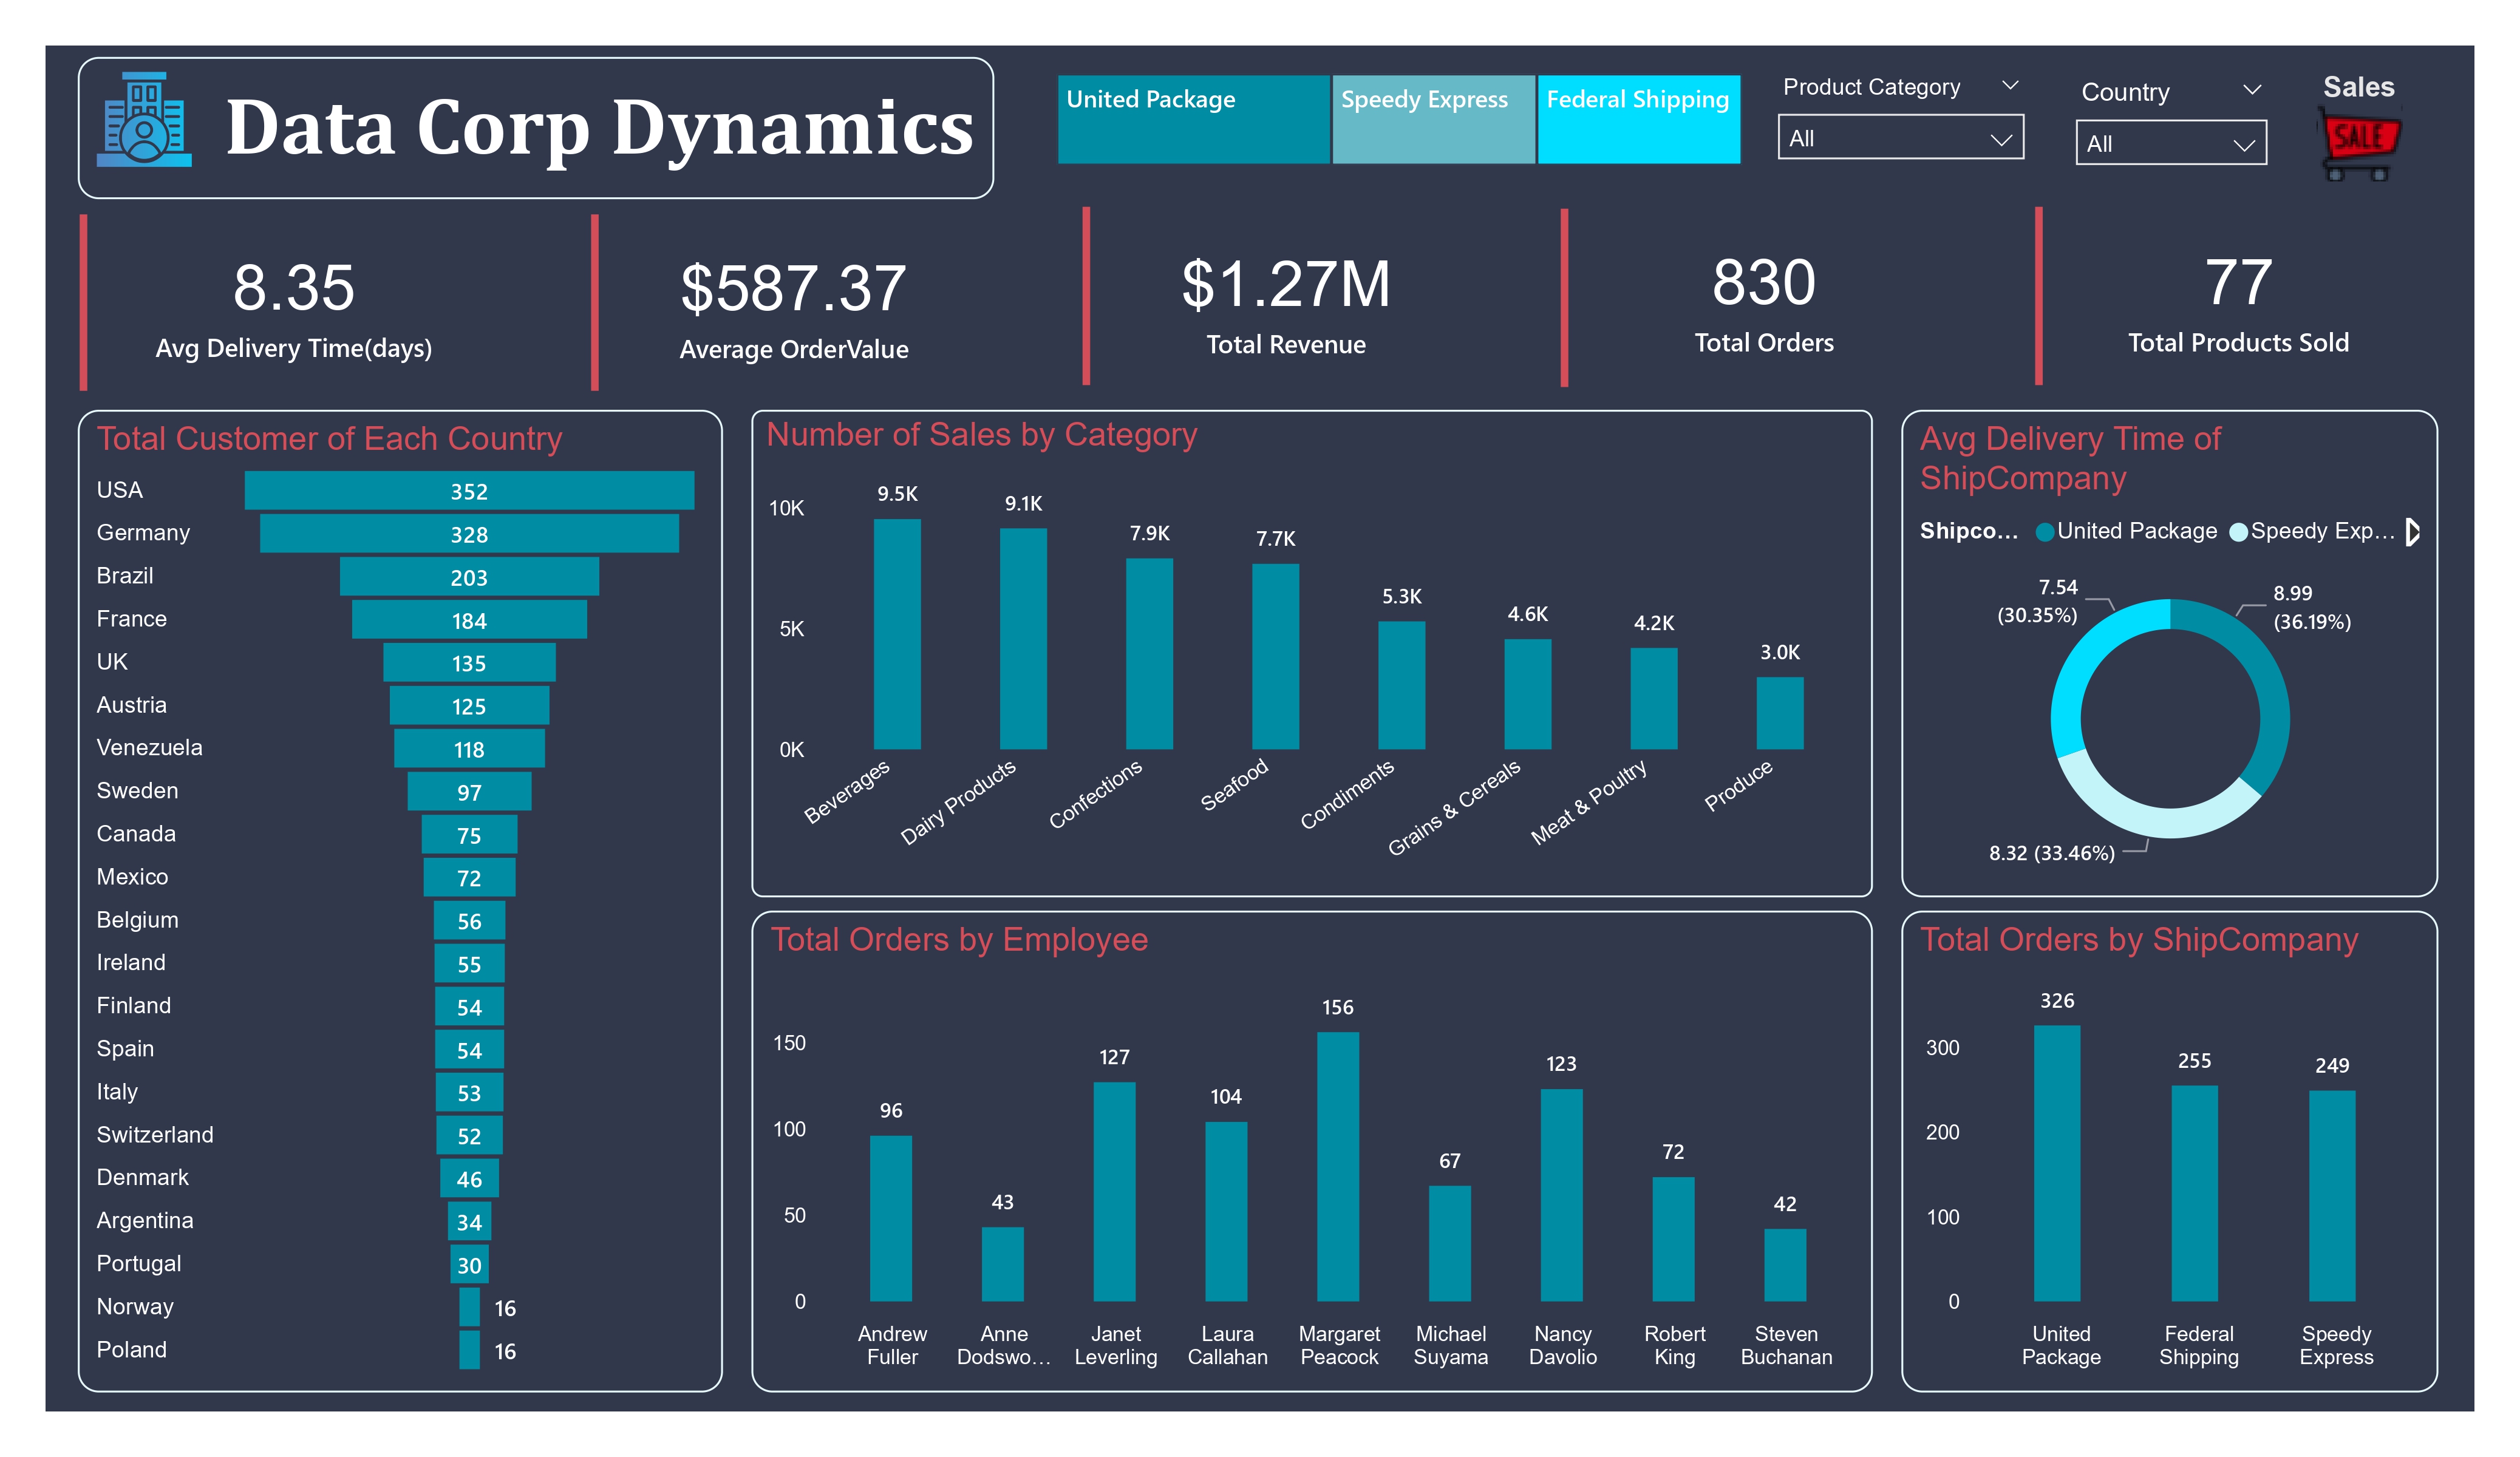 Data Corp Dynamics
United Package
Speedy Express
Federal Shipping
Product Category
All
Country
All
Sales
SALE
8.35
Avg Delivery Time(days)
$587.37
Average OrderValue
$1.27M
Total Revenue
830
Total Orders
77
Total Products Sold
Total Customer of Each Country
USA 352
Germany 328
Brazil 203
France 184
UK 135
Austria 125
Venezuela 118
Sweden 97
Canada 75
Mexico 72
Belgium 56
Ireland 55
Finland 54
Spain 54
Italy 53
Switzerland 52
Denmark 46
Argentina 34
Portugal 30
Norway 16
Poland 16
Number of Sales by Category
10K
5K
0K
9.5K
9.1K
7.9K
7.7K
5.3K
4.6K
4.2K
3.0K
Beverages
Dairy Products
Confections
Seafood
Condiments
Grains & Cereals
Meat & Poultry
Produce
Avg Delivery Time of
ShipCompany
Shipco... United Package Speedy Exp...
7.54
(30.35%)
8.99
(36.19%)
8.32 (33.46%)
Total Orders by Employee
150
100
50
0
96
43
127
104
156
67
123
72
42
Andrew
Fuller
Anne
Dodswo...
Janet
Leverling
Laura
Callahan
Margaret
Peacock
Michael
Suyama
Nancy
Davolio
Robert
King
Steven
Buchanan
Total Orders by ShipCompany
300
200
100
0
326
255
249
United
Package
Federal
Shipping
Speedy
Express